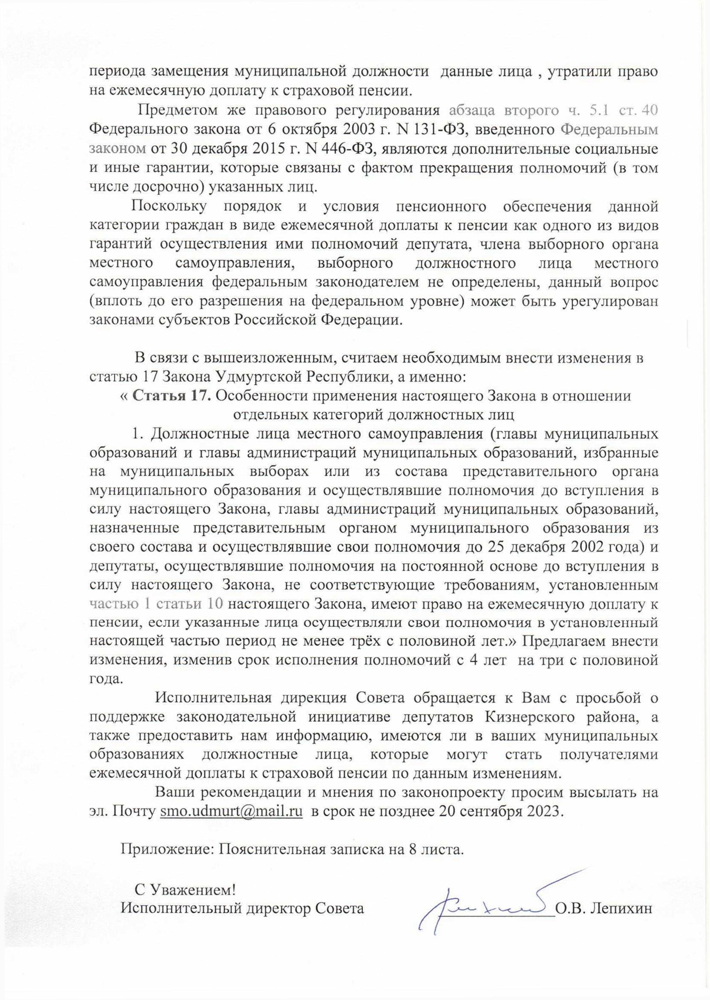 периода замещения муниципальной должности данные лица , утратили право
на ежемесячную доплату к страховой пенсии.
Предметом же правового регулирования абзаца второго ч. 5.1 ст. 40
Федерального закона от 6 октября 2003 г. N 131-ФЗ, введенного Федеральным
законом от 30 декабря 2015 г. N 446-ФЗ, являются дополнительные социальные
и иные гарантии, которые связаны с фактом прекращения полномочий (в том
числе досрочно) указанных лиц.
Поскольку порядок и условия пенсионного обеспечения данной
категории граждан в виде ежемесячной доплаты к пенсии как одного из видов
гарантий осуществления ими полномочий депутата, члена выборного органа
местного самоуправления, выборного должностного лица местного
самоуправления федеральным законодателем не определены, данный вопрос
(вплоть до его разрешения на федеральном уровне) может быть урегулирован
законами субъектов Российской Федерации.
В связи с вышеизложенным, считаем необходимым внести изменения в
статью 17 Закона Удмуртской Республики, а именно:
« Статья 17. Особенности применения настоящего Закона в отношении
отдельных категорий должностных лиц
1. Должностные лица местного самоуправления (главы муниципальных
образований и главы администраций муниципальных образований, избранные
на муниципальных выборах или из состава представительного органа
муниципального образования и осуществлявшие полномочия до вступления в
силу настоящего Закона, главы администраций муниципальных образований,
назначенные представительным органом муниципального образования из
своего состава и осуществлявшие свои полномочия до 25 декабря 2002 года) и
депутаты, осуществлявшие полномочия на постоянной основе до вступления в
силу настоящего Закона, не соответствующие требованиям, установленным
частью 1 статьи 10 настоящего Закона, имеют право на ежемесячную доплату к
пенсии, если указанные лица осуществляли свои полномочия в установленный
настоящей частью период не менее трёх с половиной лет.» Предлагаем внести
изменения, изменив срок исполнения полномочий с 4 лет на три с половиной
года.
Исполнительная дирекция Совета обращается к Вам с просьбой о
поддержке законодательной инициативе депутатов Кизнерского района, а
также предоставить нам информацию, имеются ли в ваших муниципальных
образованиях должностные лица, которые могут стать получателями
ежемесячной доплаты к страховой пенсии по данным изменениям.
Ваши рекомендации и мнения по законопроекту просим высылать на
эл. Почту smo.udmurt@mail.ru в срок не позднее 20 сентября 2023.
Приложение: Пояснительная записка на 8 листа.
С Уважением!
Исполнительный директор Совета О.В. Лепихин